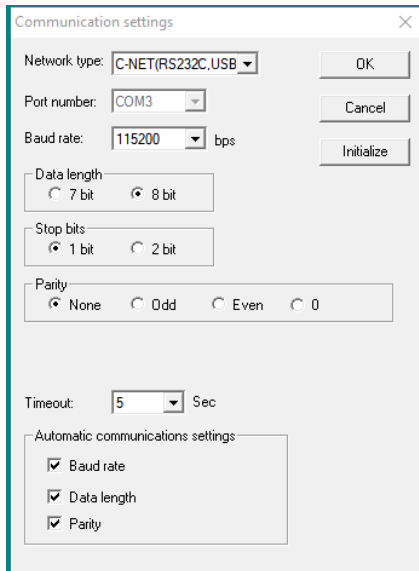 Communication settings
Network type: C-NET(RS232C,USB
OK
Port number: COM3
Cancel
Baud rate: 115200 bps
Initialize
Data length
7 bit 8 bit
Stop bits
1 bit 2 bit
Parity
None Odd Even 0
Timeout: 5 Sec
Automatic communications settings
Baud rate
Data length
Parity